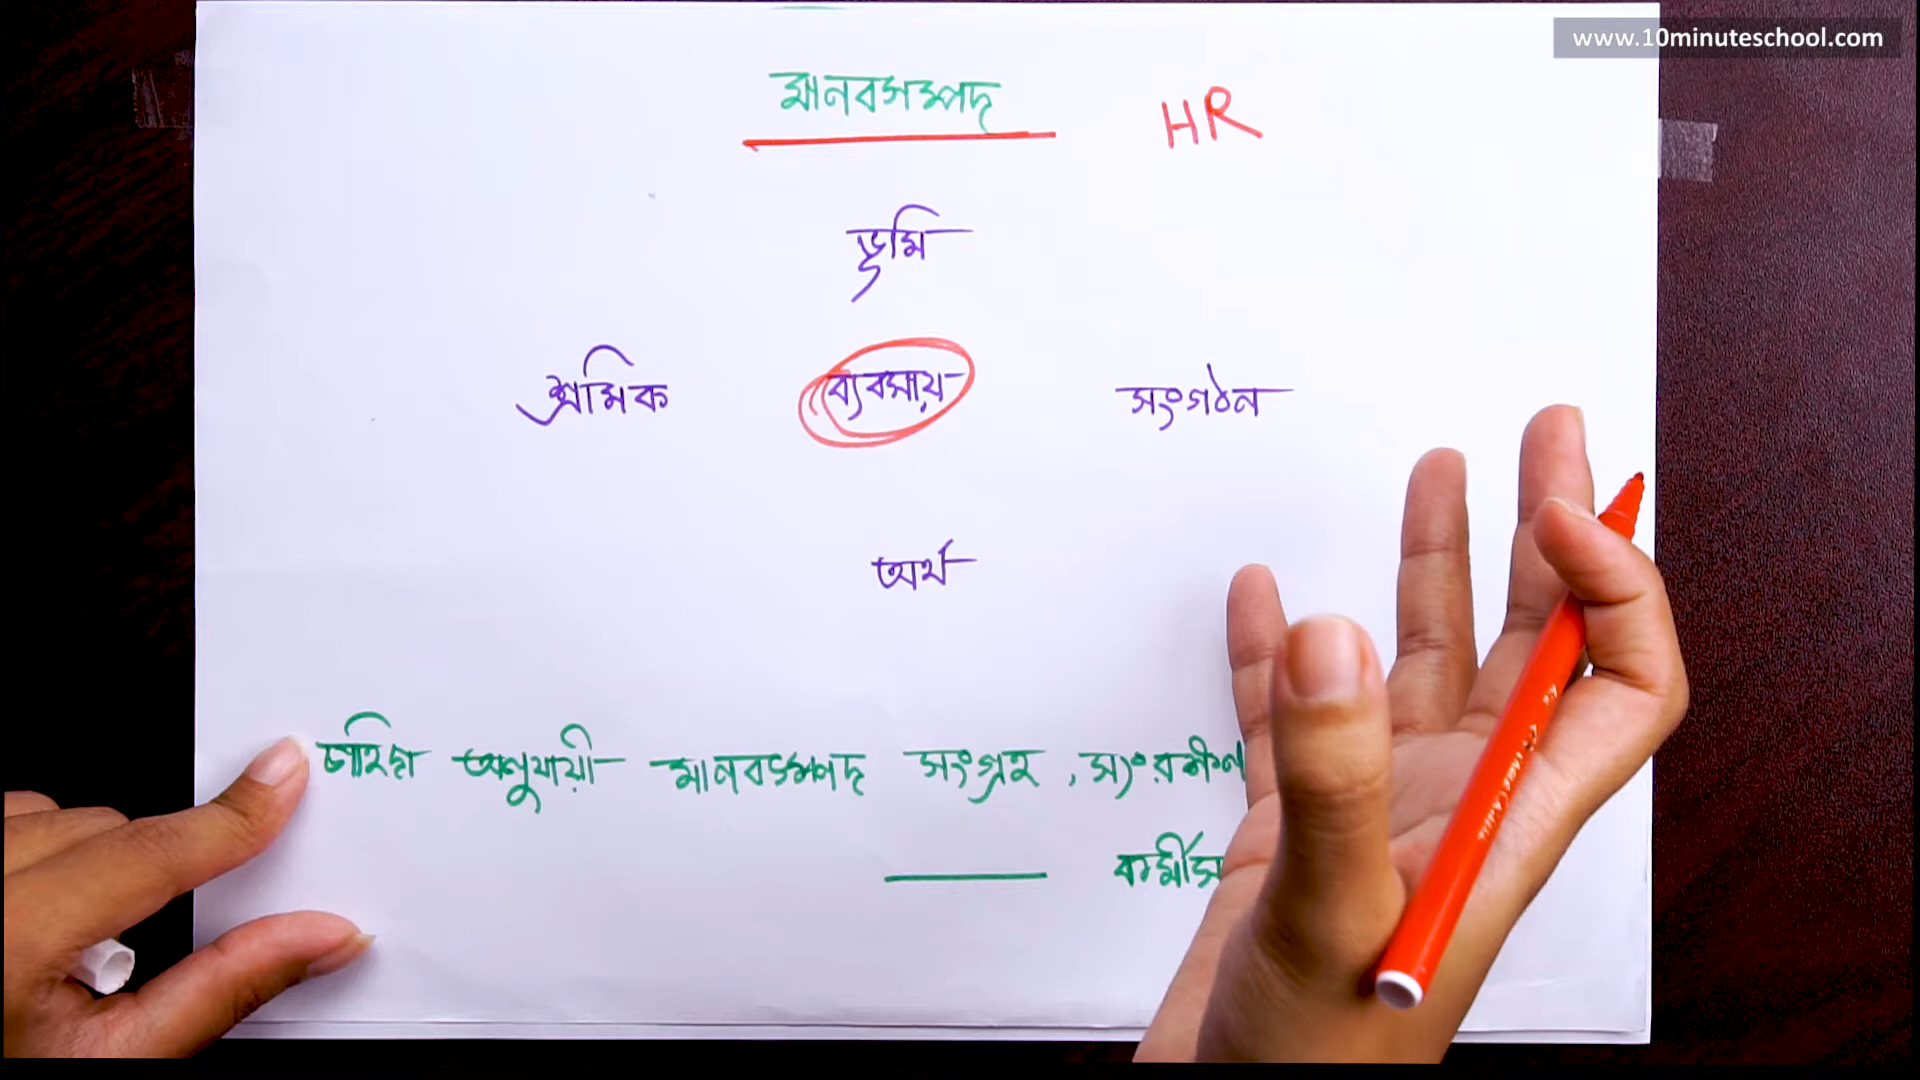 www.10minuteschool.com
মানবসম্পদ HR
ভূমি
শ্রমিক ব্যবসায় সংগঠন
অর্থ
চাহিদা অনুযায়ী মানবসম্পদ সংগ্রহ , সংরক্ষণ
কর্মীস